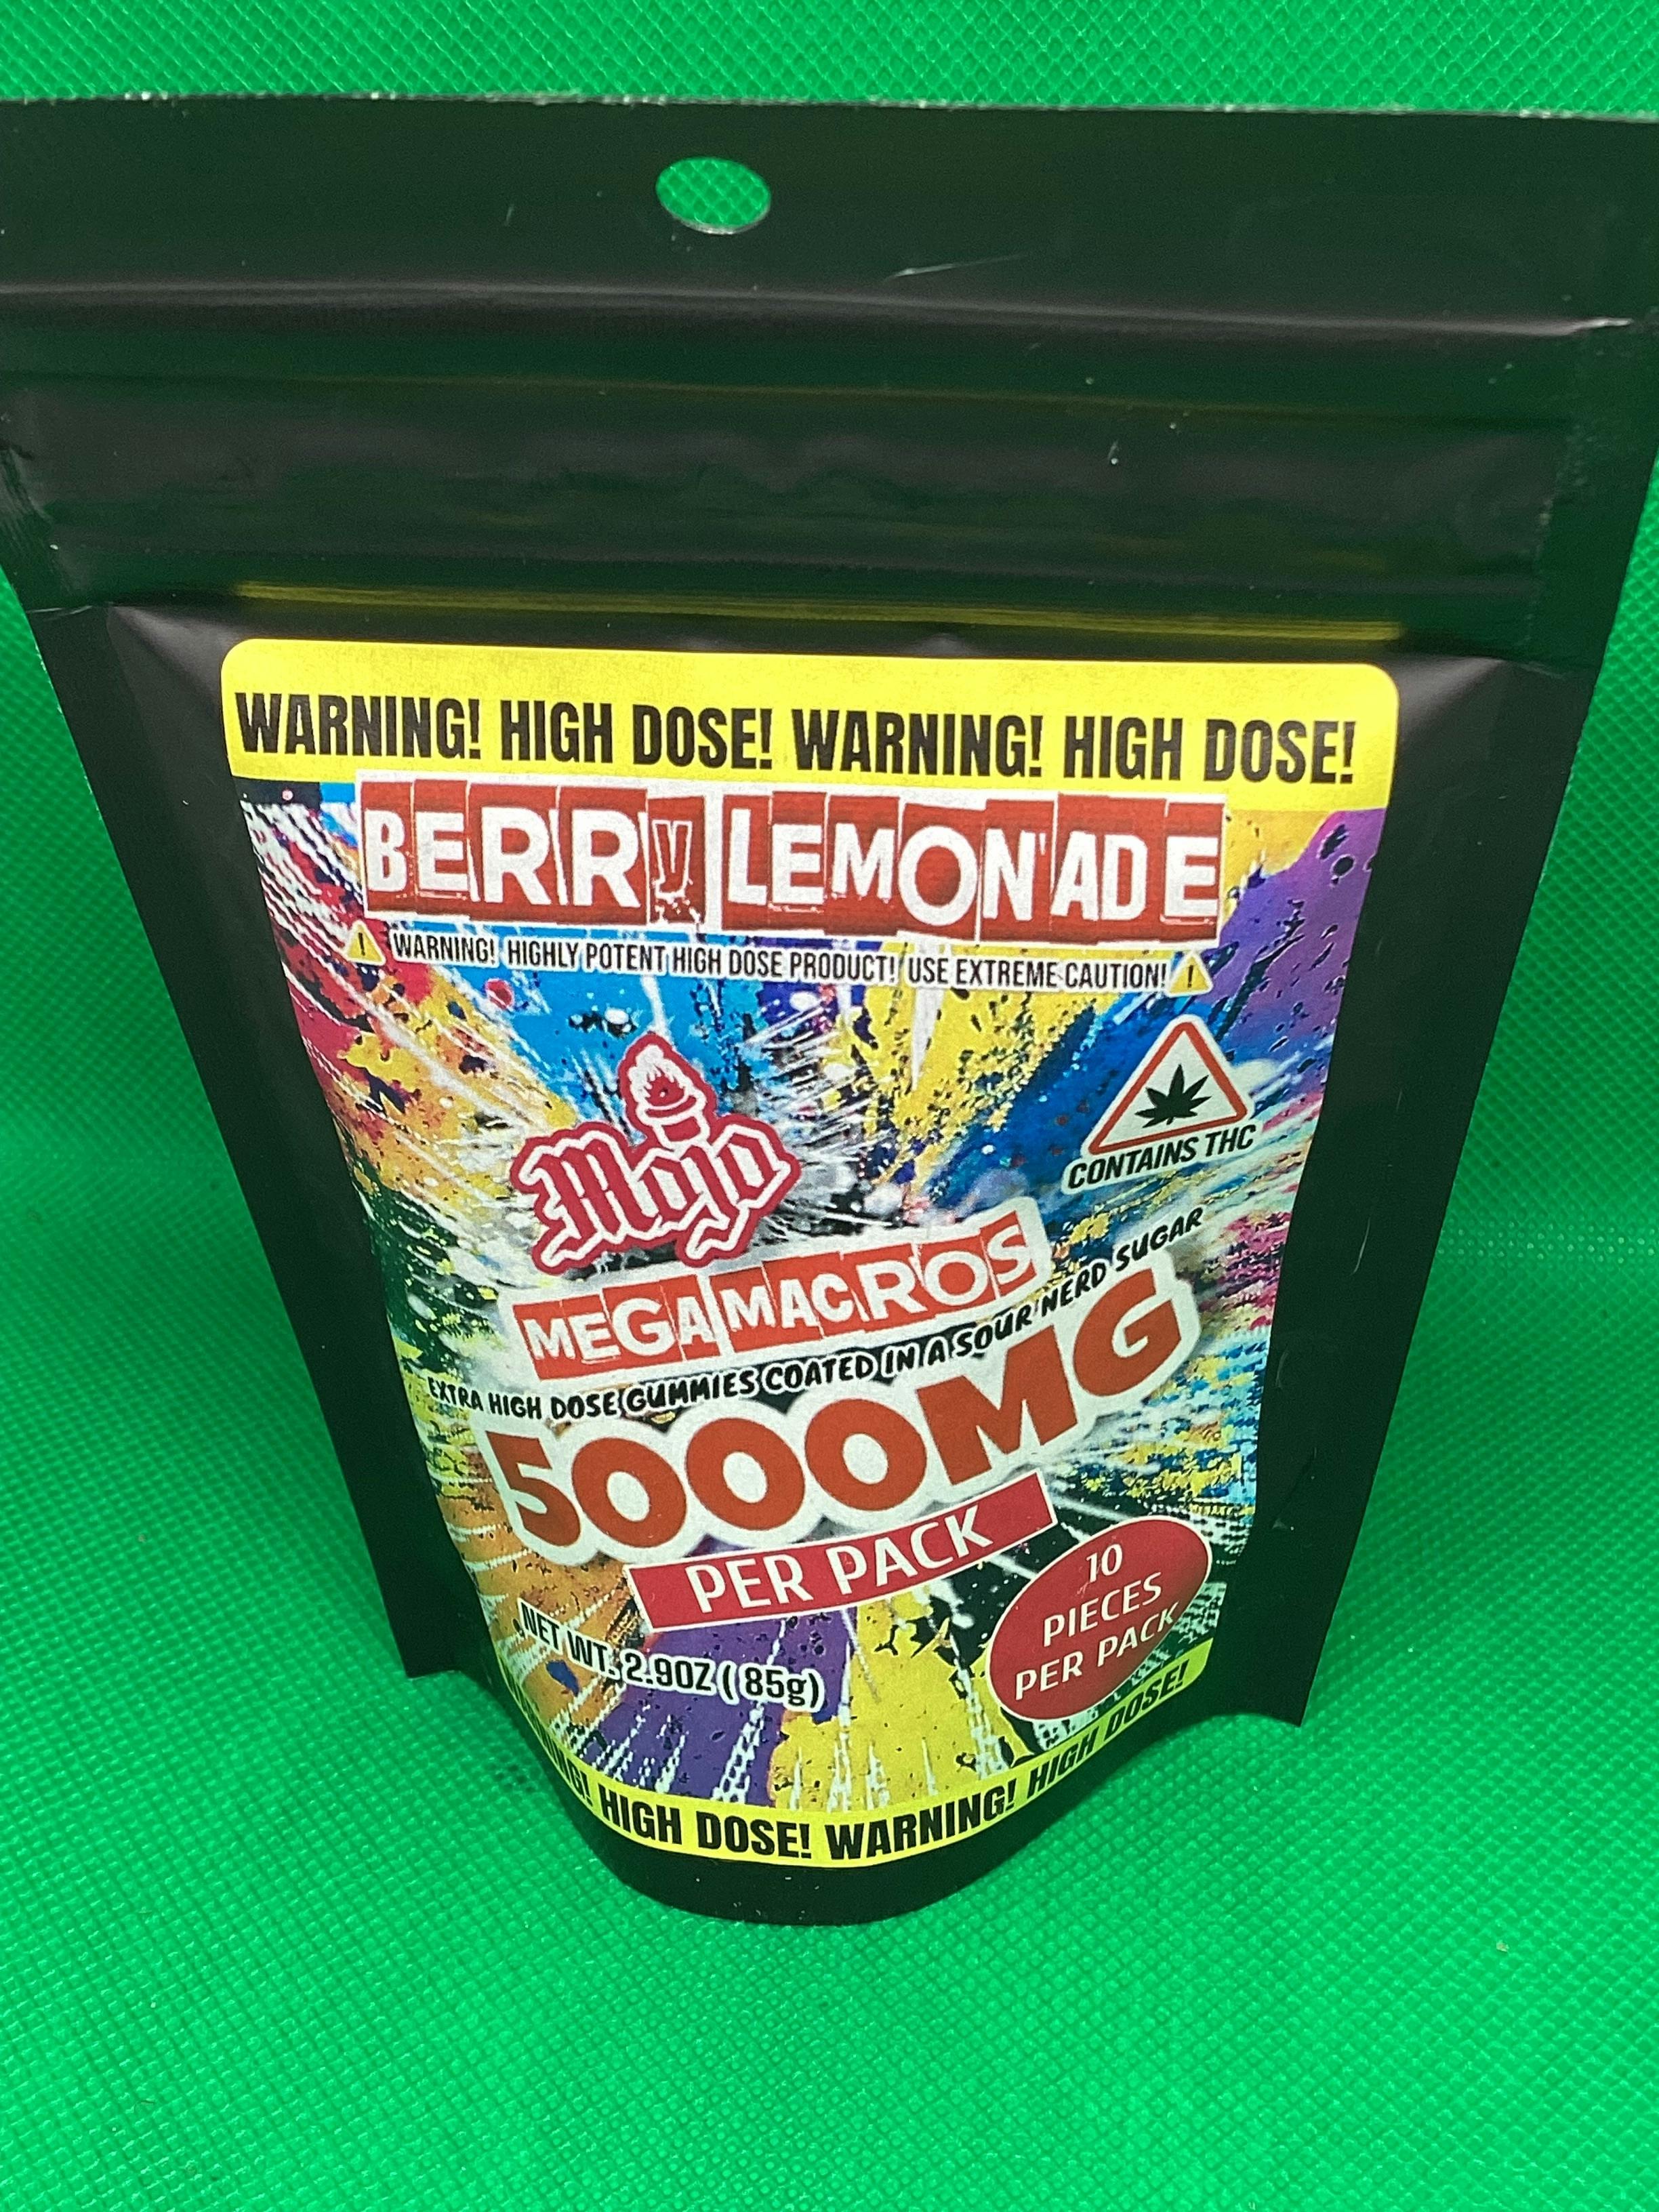 WARNING! HIGH DOSE! WARNING! HIGH DOSE!
BERRY LEMONADE
WARNING! HIGHLY POTENT HIGH DOSE PRODUCT! USE EXTREME CAUTION!
Mojo
CONTAINS THC
MEGA MACROS
EXTRA HIGH DOSE GUMMIES COATED IN A SOUR NERD SUGAR
5000MG
PER PACK
10
PIECES
PER PACK
NET WT. 2.9OZ (85g)
WARNING! HIGH DOSE! WARNING! HIGH DOSE!